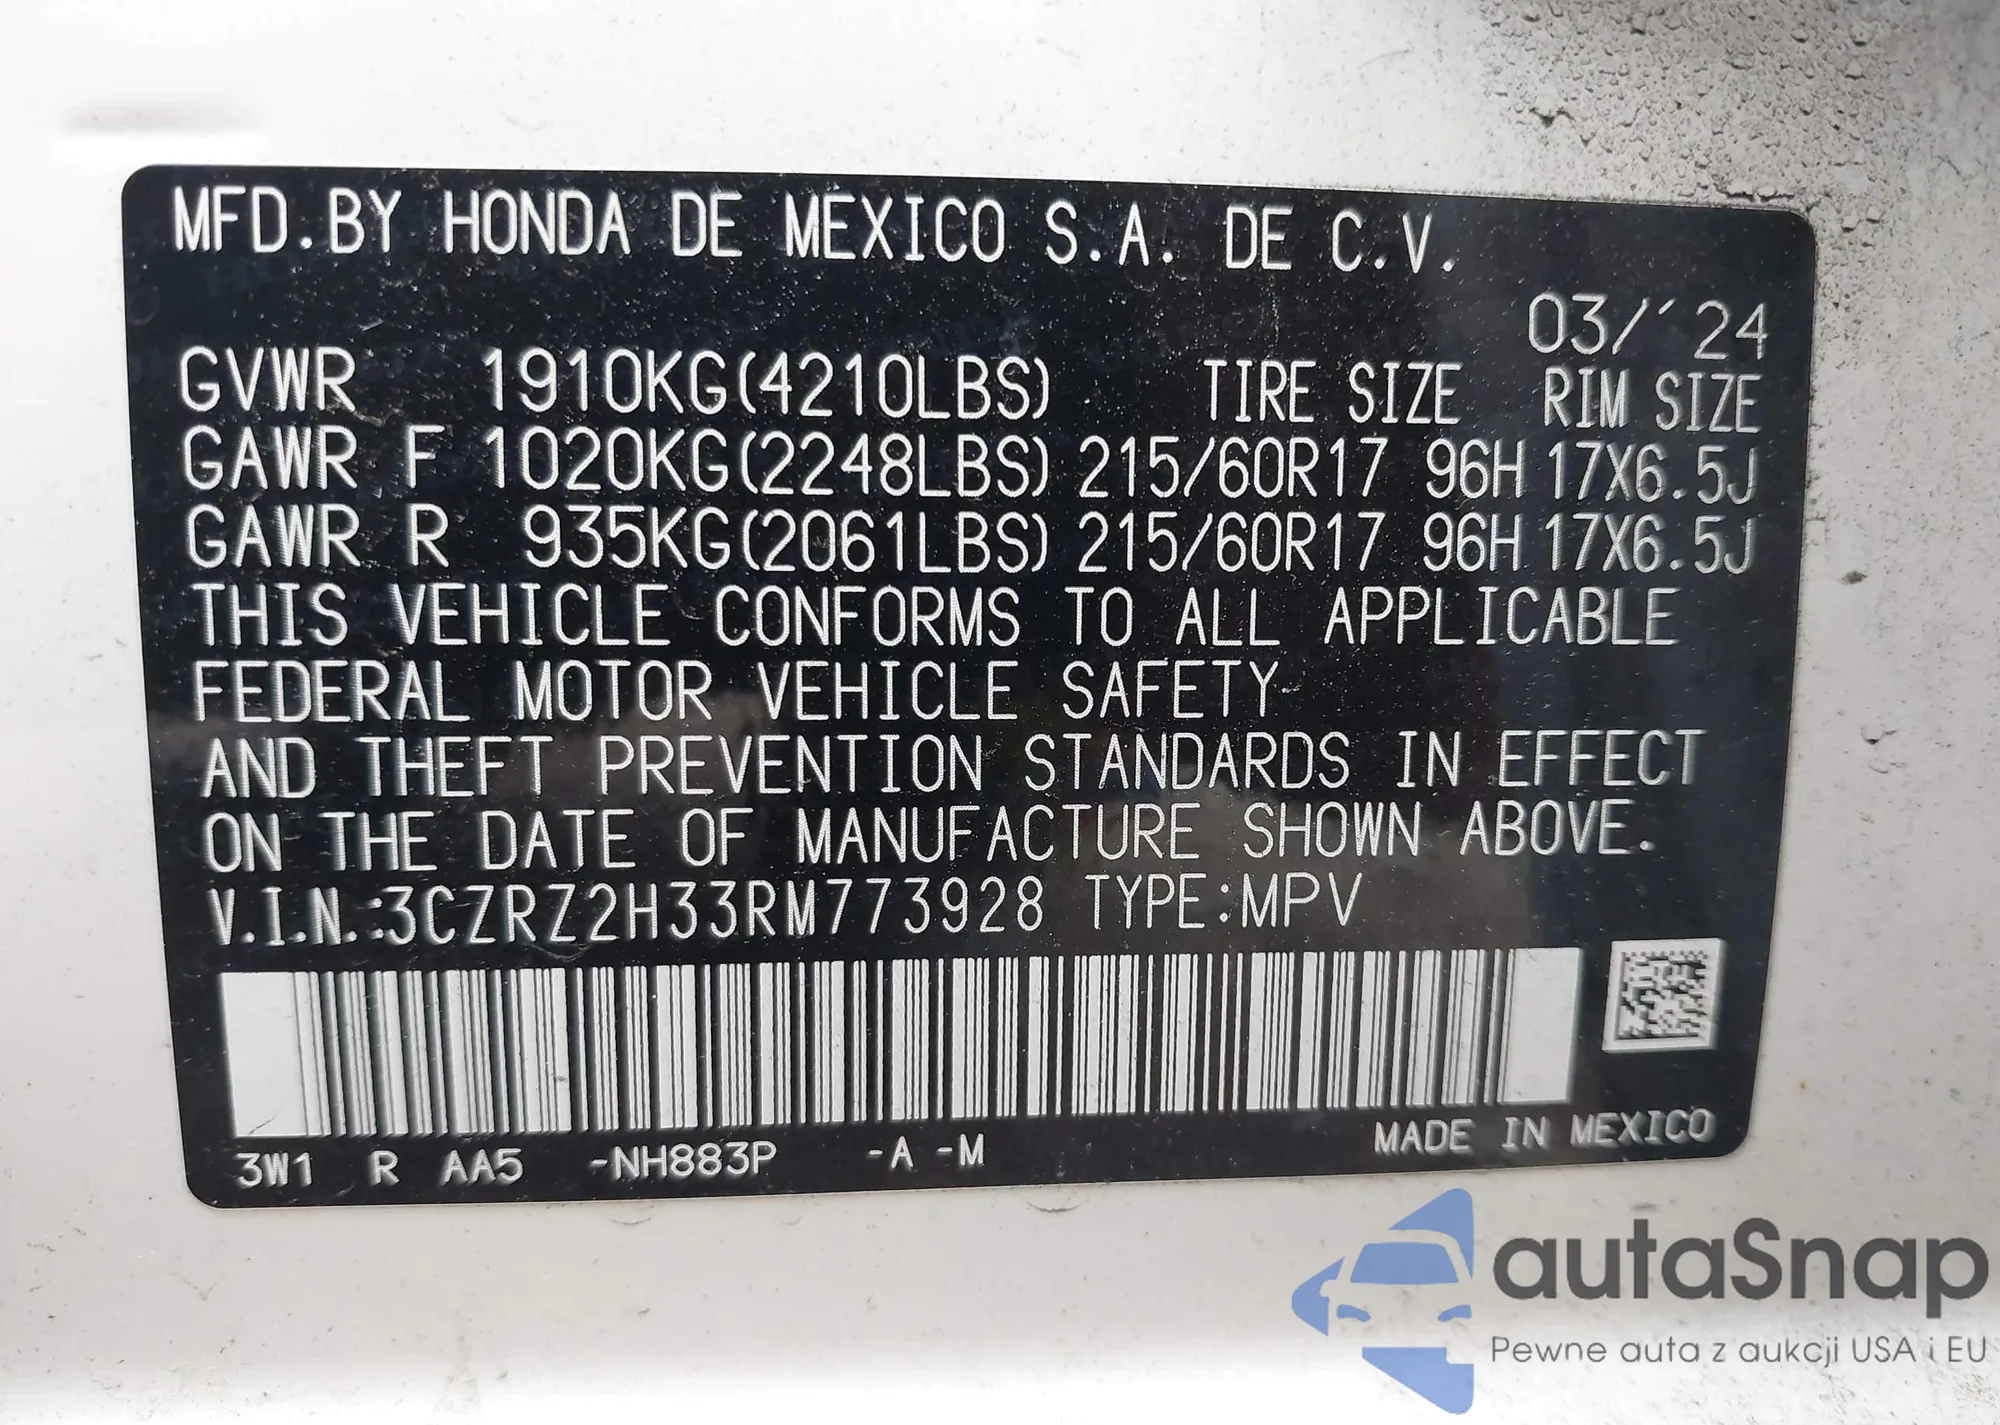 MFD.BY HONDA DE MEXICO S.A. DE C.V.
03/'24
GVWR 1910KG(4210LBS) TIRE SIZE RIM SIZE
GAWR F 1020KG(2248LBS) 215/60R17 96H 17X6.5J
GAWR R 935KG(2061LBS) 215/60R17 96H 17X6.5J
THIS VEHICLE CONFORMS TO ALL APPLICABLE
FEDERAL MOTOR VEHICLE SAFETY
AND THEFT PREVENTION STANDARDS IN EFFECT
ON THE DATE OF MANUFACTURE SHOWN ABOVE.
V.I.N.:3CZRZ2H33RM773928 TYPE:MPV
3W1 R AA5 -NH883P -A -M MADE IN MEXICO
autaSnap
Pewne auta z aukcji USA i EU